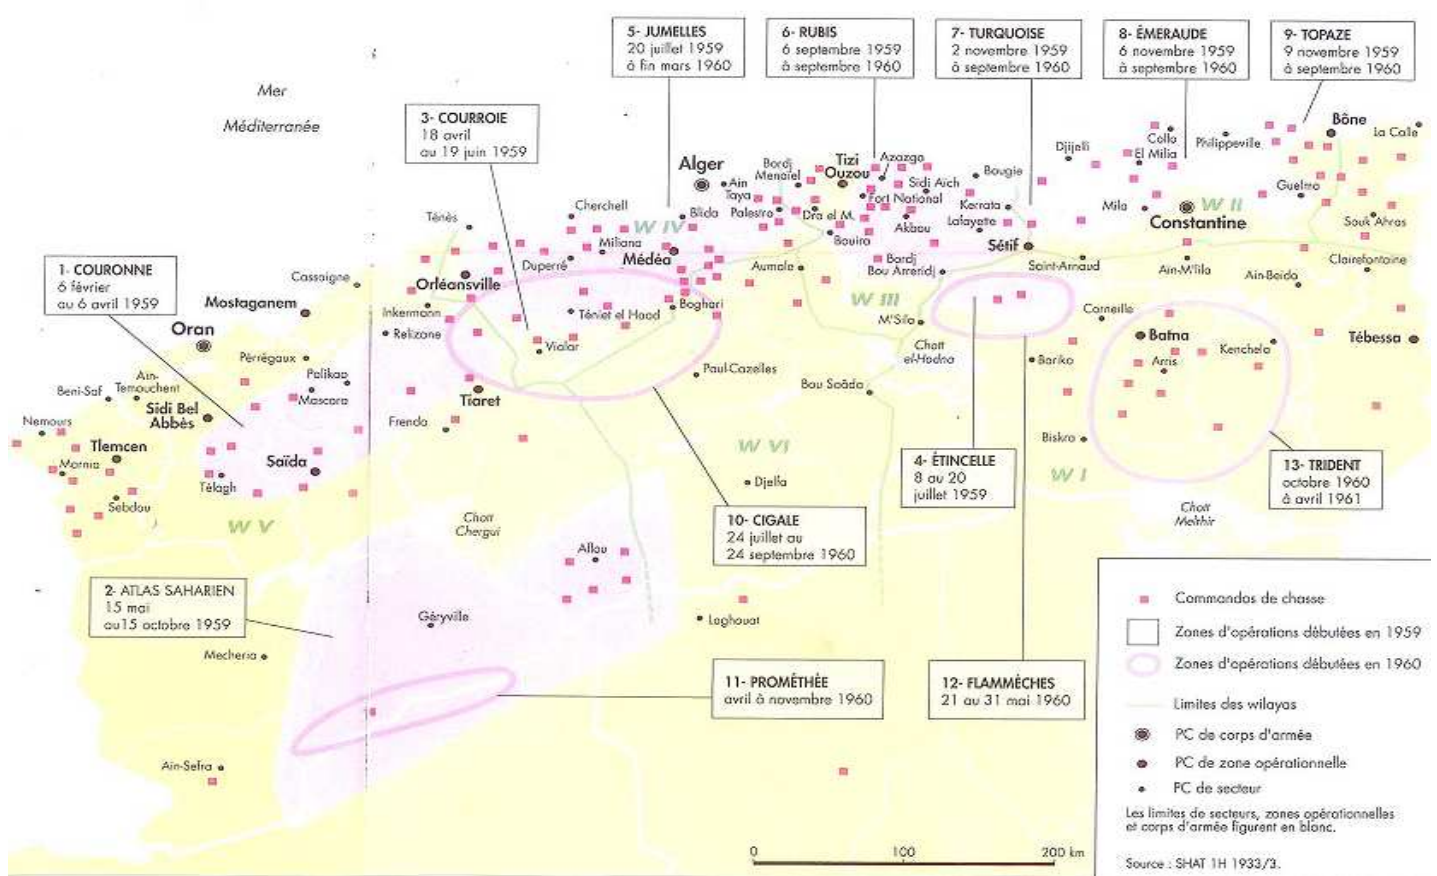 5- JUMELLES
20 juillet 1959
à fin mars 1960
6- RUBIS
6 septembre 1959
à septembre 1960
7- TURQUOISE
2 novembre 1959
à septembre 1960
8- ÉMERAUDE
6 novembre 1959
à septembre 1960
9- TOPAZE
9 novembre 1959
à septembre 1960
Mer
Méditerranée
3- COURROIE
18 avril
au 19 juin 1959
Alger
Ain
Taya
Bordj
Menaïel
Tizi
Ouzou
Azazga
Sidi Aïch
Fort National
Bougie
Djijelli
Collo
El Milia
Philippeville
Bône
La Calle
Guelma
Souk Ahras
Ténès
Cherchell
W IV
Blida
Palestro
Dra el M.
Bouira
Akbou
Kerrata
Lafayette
Mila
Constantine
W II
Miliana
Duperré
Médéa
Aumale
Bordj
Bou Arreridj
Sétif
Saint-Arnaud
Ain-M'lila
Ain-Beida
Clairefontaine
1- COURONNE
6 février
au 6 avril 1959
Cassaigne
Orléansville
Mostaganem
Inkermann
Relizane
Téniet el Haad
Boghari
Vialar
W III
M'Sila
Chott
el-Hodna
Corneille
Batna
Arris
Kenchela
Tébessa
Oran
Pérrégaux
Palikao
Mascara
Paul-Cazelles
Bou Saâda
Barika
Beni-Saf
Ain-
Temouchent
Sidi Bel
Abbès
Tiaret
Frenda
Nemours
Tlemcen
Marnia
Sebdou
Saïda
Télagh
W V
W VI
Djelfa
4- ÉTINCELLE
8 au 20
juillet 1959
Biskra
W I
13- TRIDENT
octobre 1960
à avril 1961
Chott
Chergui
10- CIGALE
24 juillet au
24 septembre 1960
Chott
Melrhir
Aflou
2- ATLAS SAHARIEN
15 mai
au15 octobre 1959
Géryville
Mecheria
Laghouat
11- PROMÉTHÉE
avril à novembre 1960
12- FLAMMÈCHES
21 au 31 mai 1960
Ain-Sefra
Commandos de chasse
Zones d'opérations débutées en 1959
Zones d'opérations débutées en 1960
Limites des wilayas
PC de corps d'armée
PC de zone opérationnelle
PC de secteur
Les limites de secteurs, zones opérationnelles
et corps d'armée figurent en blanc.
Source : SHAT 1H 1933/3.
0 100 200 km